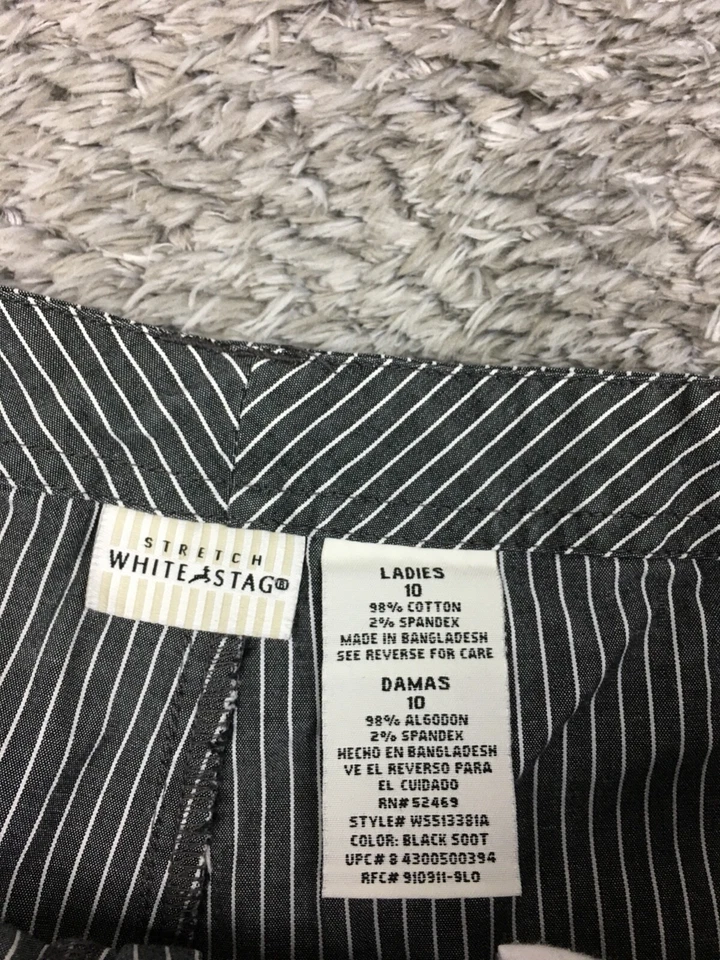 STRETCH
WHITE STAG®
LADIES
10
98% COTTON
2% SPANDEX
MADE IN BANGLADESH
SEE REVERSE FOR CARE
DAMAS
10
98% ALGODON
2% SPANDEX
HECHO EN BANGLADESH
VE EL REVERSO PARA
EL CUIDADO
RN# 52469
STYLE# WS513381A
COLOR: BLACK SOOT
UPC# 8 4300500394
RFC# 910911-9L0